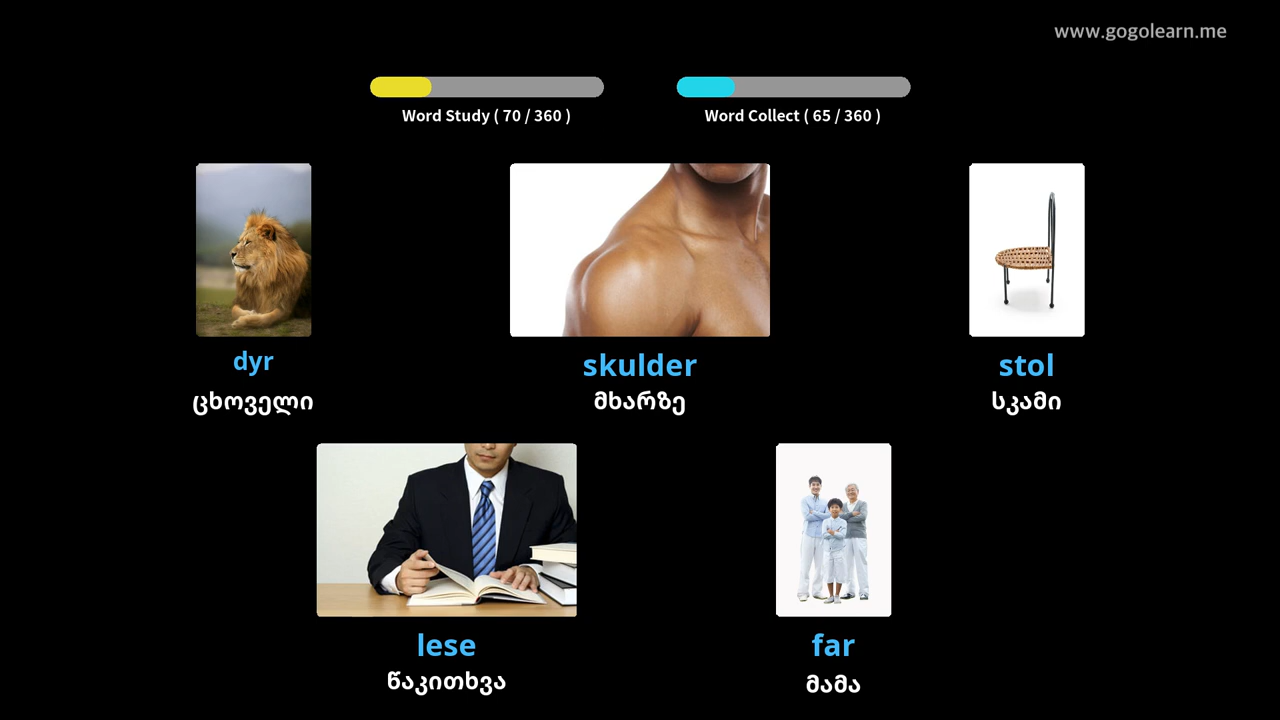 www.gogolearn.me
Word Study ( 70 / 360 )
Word Collect ( 65 / 360 )
dyr
skulder
stol
ცხოველი
მხარზე
სკამი
lese
far
წაკითხვა
მამა